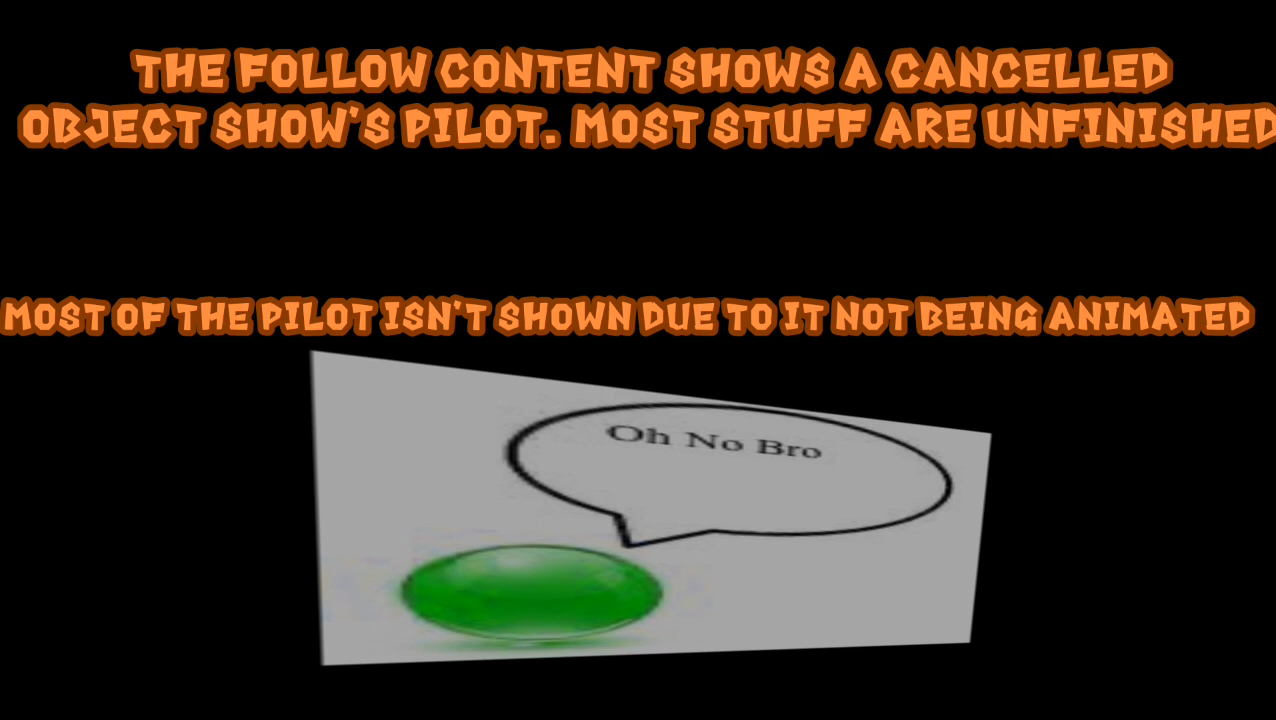 THE FOLLOW CONTENT SHOWS A CANCELLED
OBJECT SHOW'S PILOT. MOST STUFF ARE UNFINISHED
MOST OF THE PILOT ISN'T SHOWN DUE TO IT NOT BEING ANIMATED
Oh No Bro